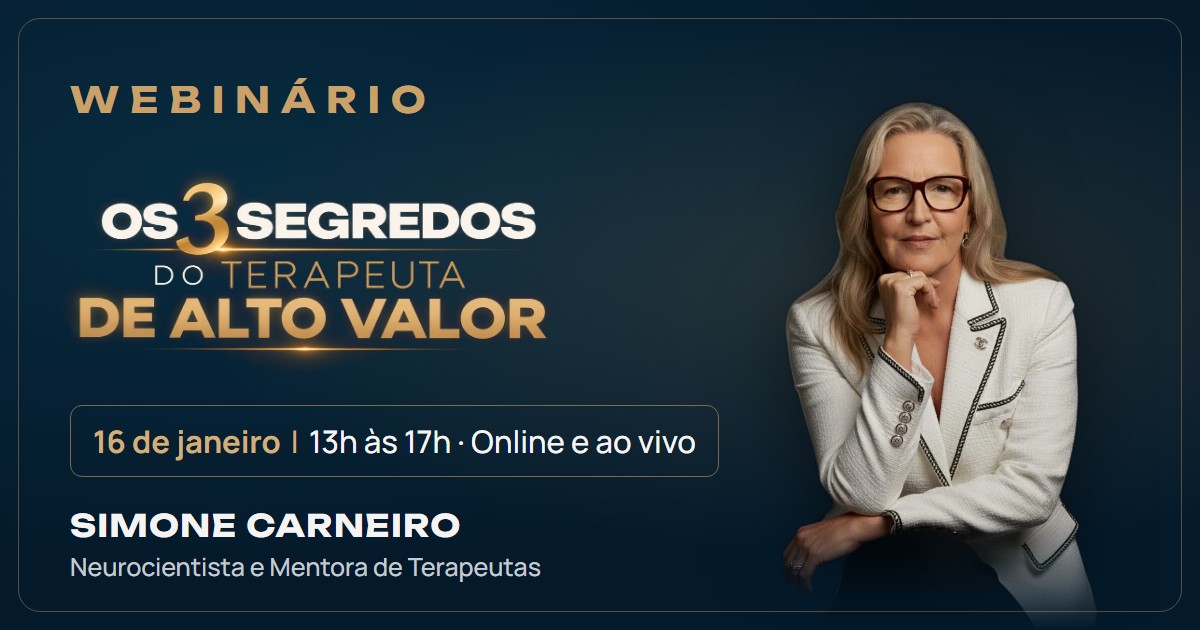 WEBINÁRIO
OS 3 SEGREDOS
DO TERAPEUTA
DE ALTO VALOR
16 de janeiro | 13h às 17h · Online e ao vivo
SIMONE CARNEIRO
Neurocientista e Mentora de Terapeutas